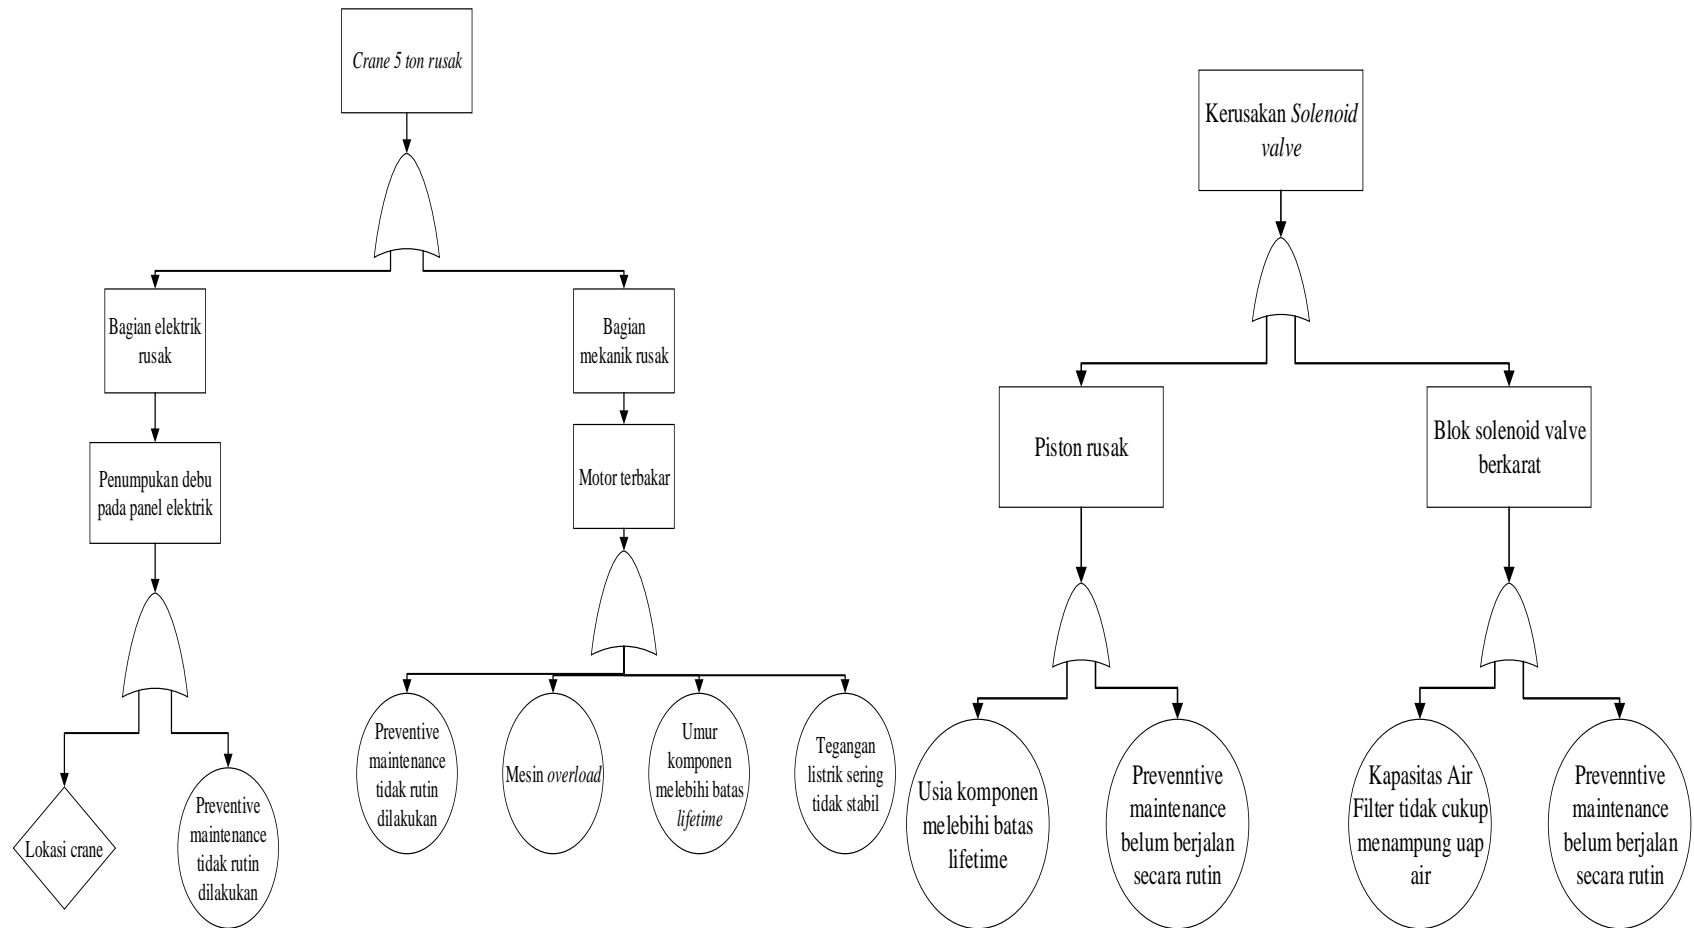 Crane 5 ton rusak
Bagian elektrik
rusak
Bagian
mekanik rusak
Penumpukan debu
pada panel elektrik
Motor terbakar
Lokasi crane
Preventive
maintenance
tidak rutin
dilakukan
Preventive
maintenance
tidak rutin
dilakukan
Mesin overload
Umur
komponen
melebihi batas
lifetime
Tegangan
listrik sering
tidak stabil
Kerusakan Solenoid
valve
Piston rusak
Blok solenoid valve
berkarat
Usia komponen
melebihi batas
lifetime
Prevenntive
maintenance
belum berjalan
secara rutin
Kapasitas Air
Filter tidak cukup
menampung uap
air
Prevenntive
maintenance
belum berjalan
secara rutin